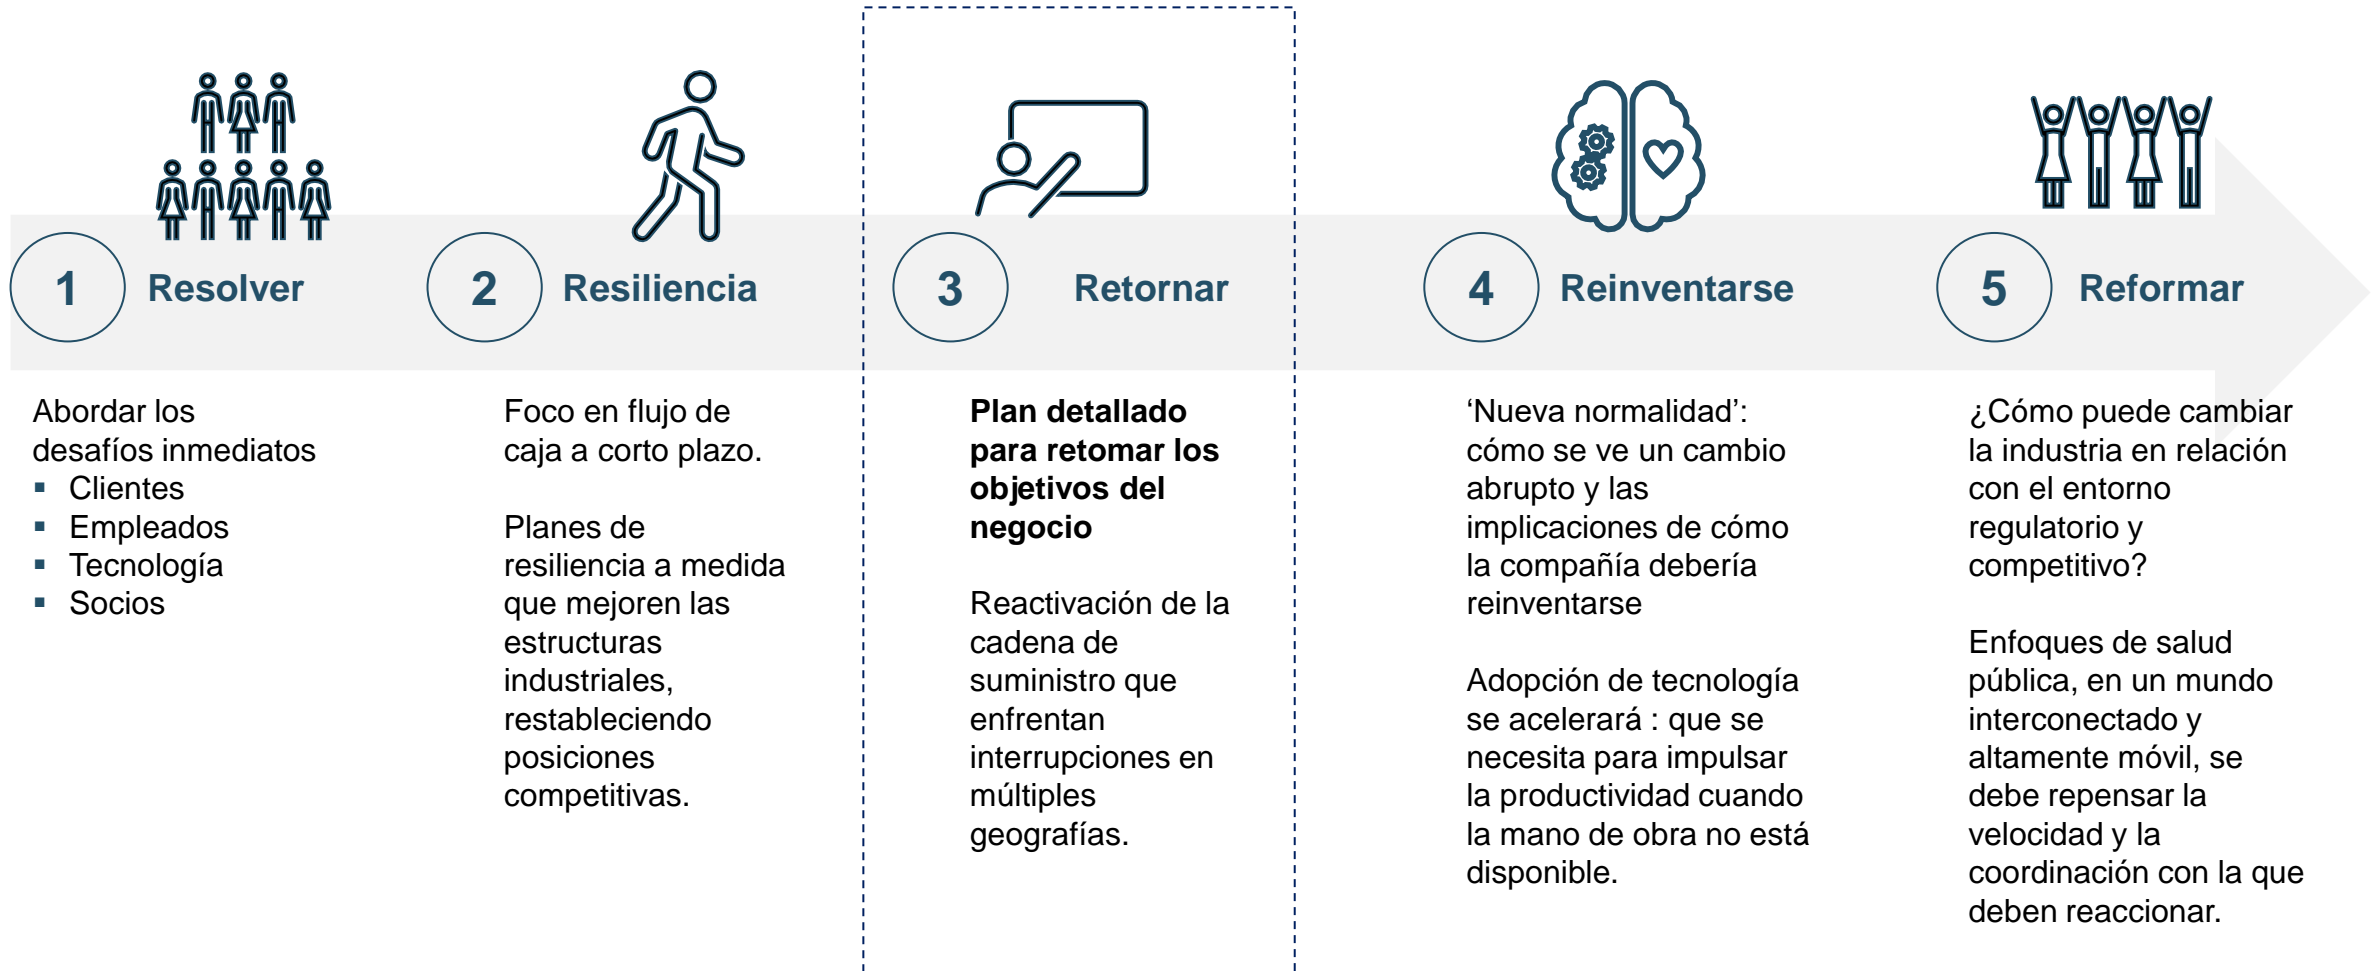 1 Resolver
Abordar los
desafíos inmediatos
▪ Clientes
▪ Empleados
▪ Tecnología
▪ Socios
2 Resiliencia
Foco en flujo de
caja a corto plazo.
Planes de
resiliencia a medida
que mejoren las
estructuras
industriales,
restableciendo
posiciones
competitivas.
3 Retornar
Plan detallado
para retomar los
objetivos del
negocio
Reactivación de la
cadena de
suministro que
enfrentan
interrupciones en
múltiples
geografías.
4 Reinventarse
‘Nueva normalidad’:
cómo se ve un cambio
abrupto y las
implicaciones de cómo
la compañía debería
reinventarse
Adopción de tecnología
se acelerará : que se
necesita para impulsar
la productividad cuando
la mano de obra no está
disponible.
5 Reformar
¿Cómo puede cambiar
la industria en relación
con el entorno
regulatorio y
competitivo?
Enfoques de salud
pública, en un mundo
interconectado y
altamente móvil, se
debe repensar la
velocidad y la
coordinación con la que
deben reaccionar.